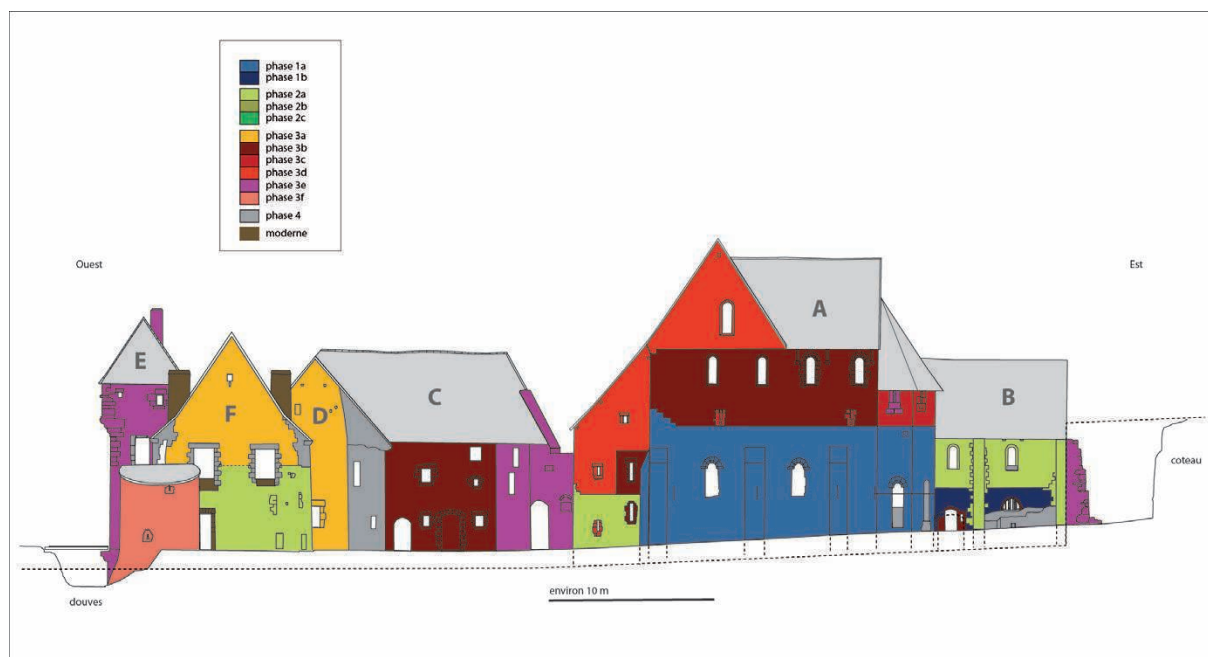 phase 1a
phase 1b
phase 2a
phase 2b
phase 2c
phase 3a
phase 3b
phase 3c
phase 3d
phase 3e
phase 3f
phase 4
moderne
Ouest
Est
A
E
F
D
C
B
coteau
environ 10 m
douves